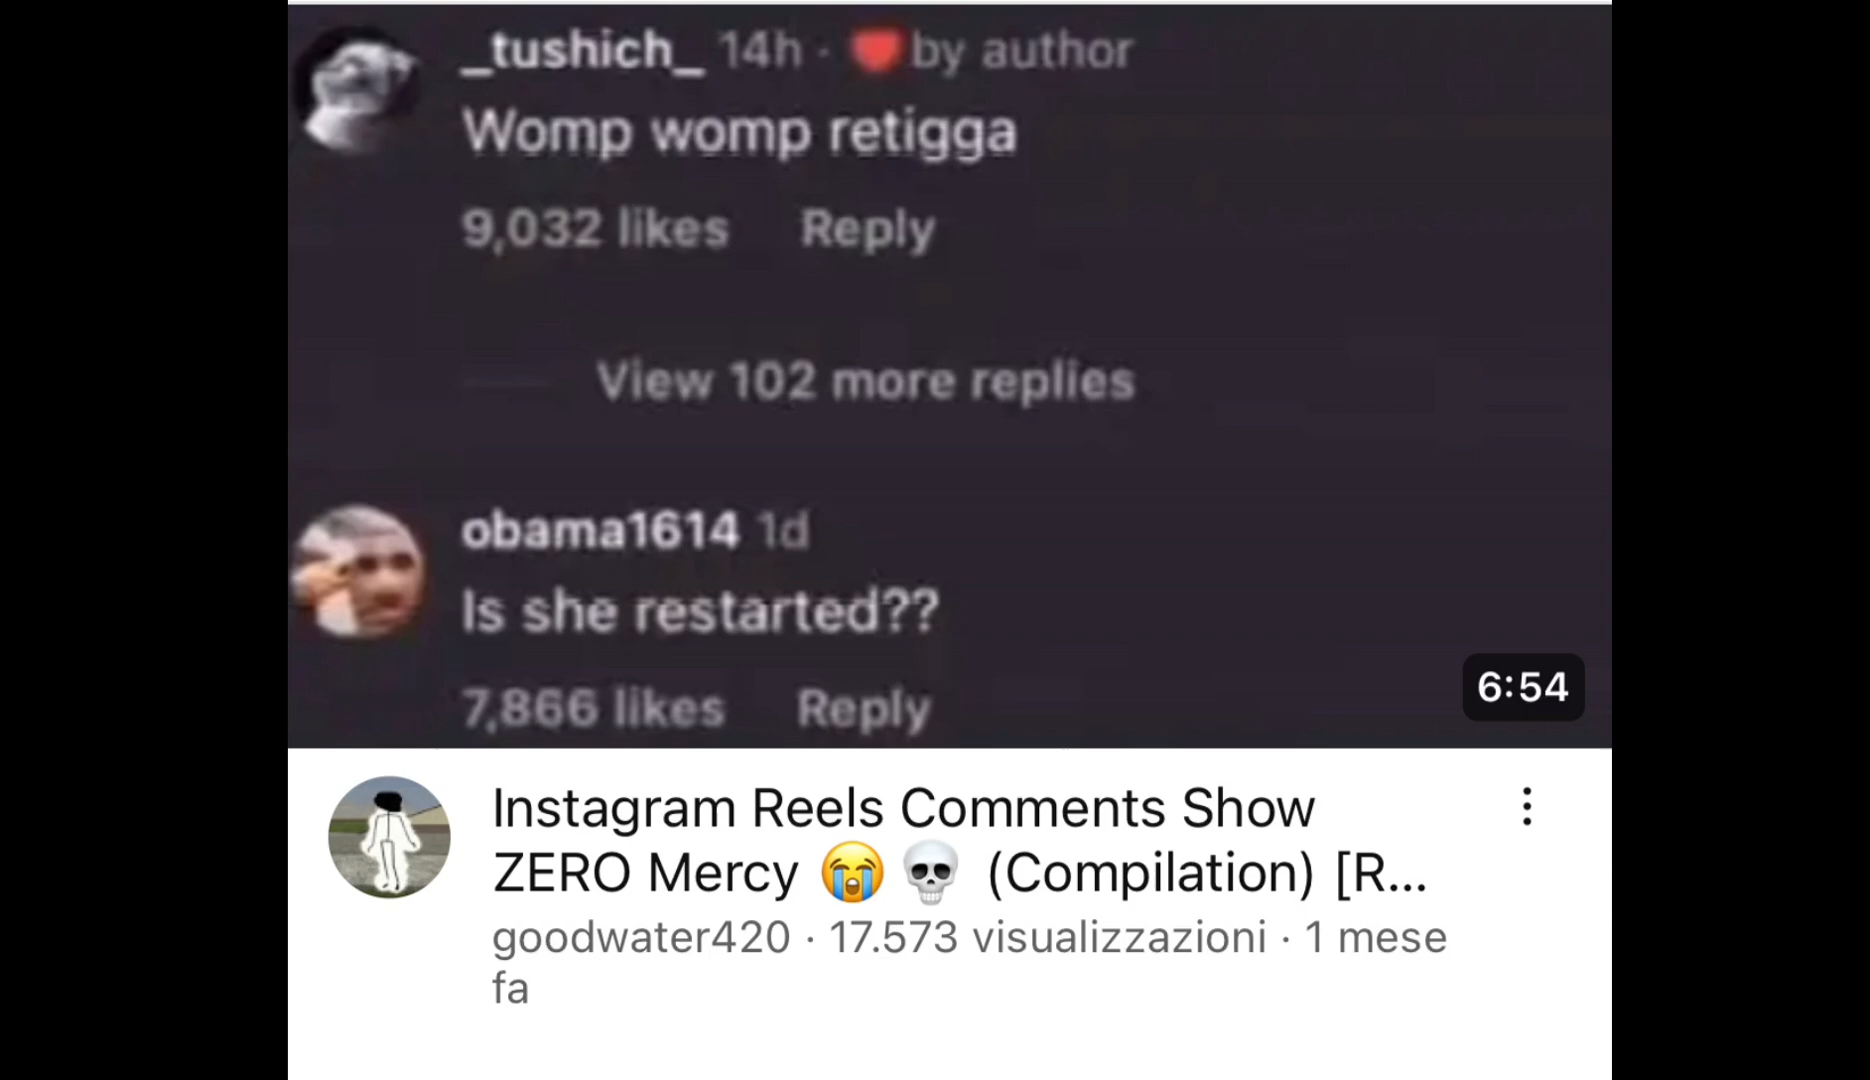 _tushich_ 14h · ❤️ by author
Womp womp retigga
9,032 likes Reply
View 102 more replies
obama1614 1d
Is she restarted??
7,866 likes Reply
6:54
Instagram Reels Comments Show
ZERO Mercy 😭💀 (Compilation) [R...
goodwater420 · 17.573 visualizzazioni · 1 mese
fa